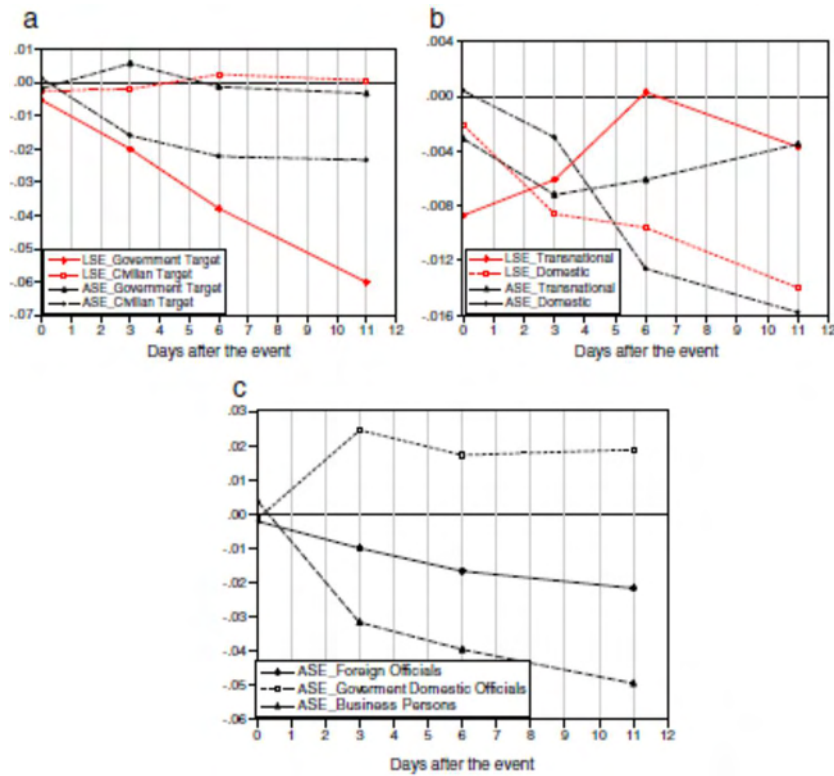 a
.01
.00
-.01
-.02
-.03
-.04
-.05
-.06
-.07
LSE_Government Target
LSE_Civilian Target
ASE_Government Target
ASE_Civilian Target
0 1 2 3 4 5 6 7 8 9 10 11 12
Days after the event
b
.004
.000
-.004
-.008
-.012
-.016
LSE_Transnational
LSE_Domestic
ASE_Transnational
ASE_Domestic
0 1 2 3 4 5 6 7 8 9 10 11 12
Days after the event
c
.03
.02
.01
.00
-.01
-.02
-.03
-.04
-.05
-.06
ASE_Foreign Officials
ASE_Goverment Domestic Officials
ASE_Business Persons
0 1 2 3 4 5 6 7 8 9 10 11 12
Days after the event